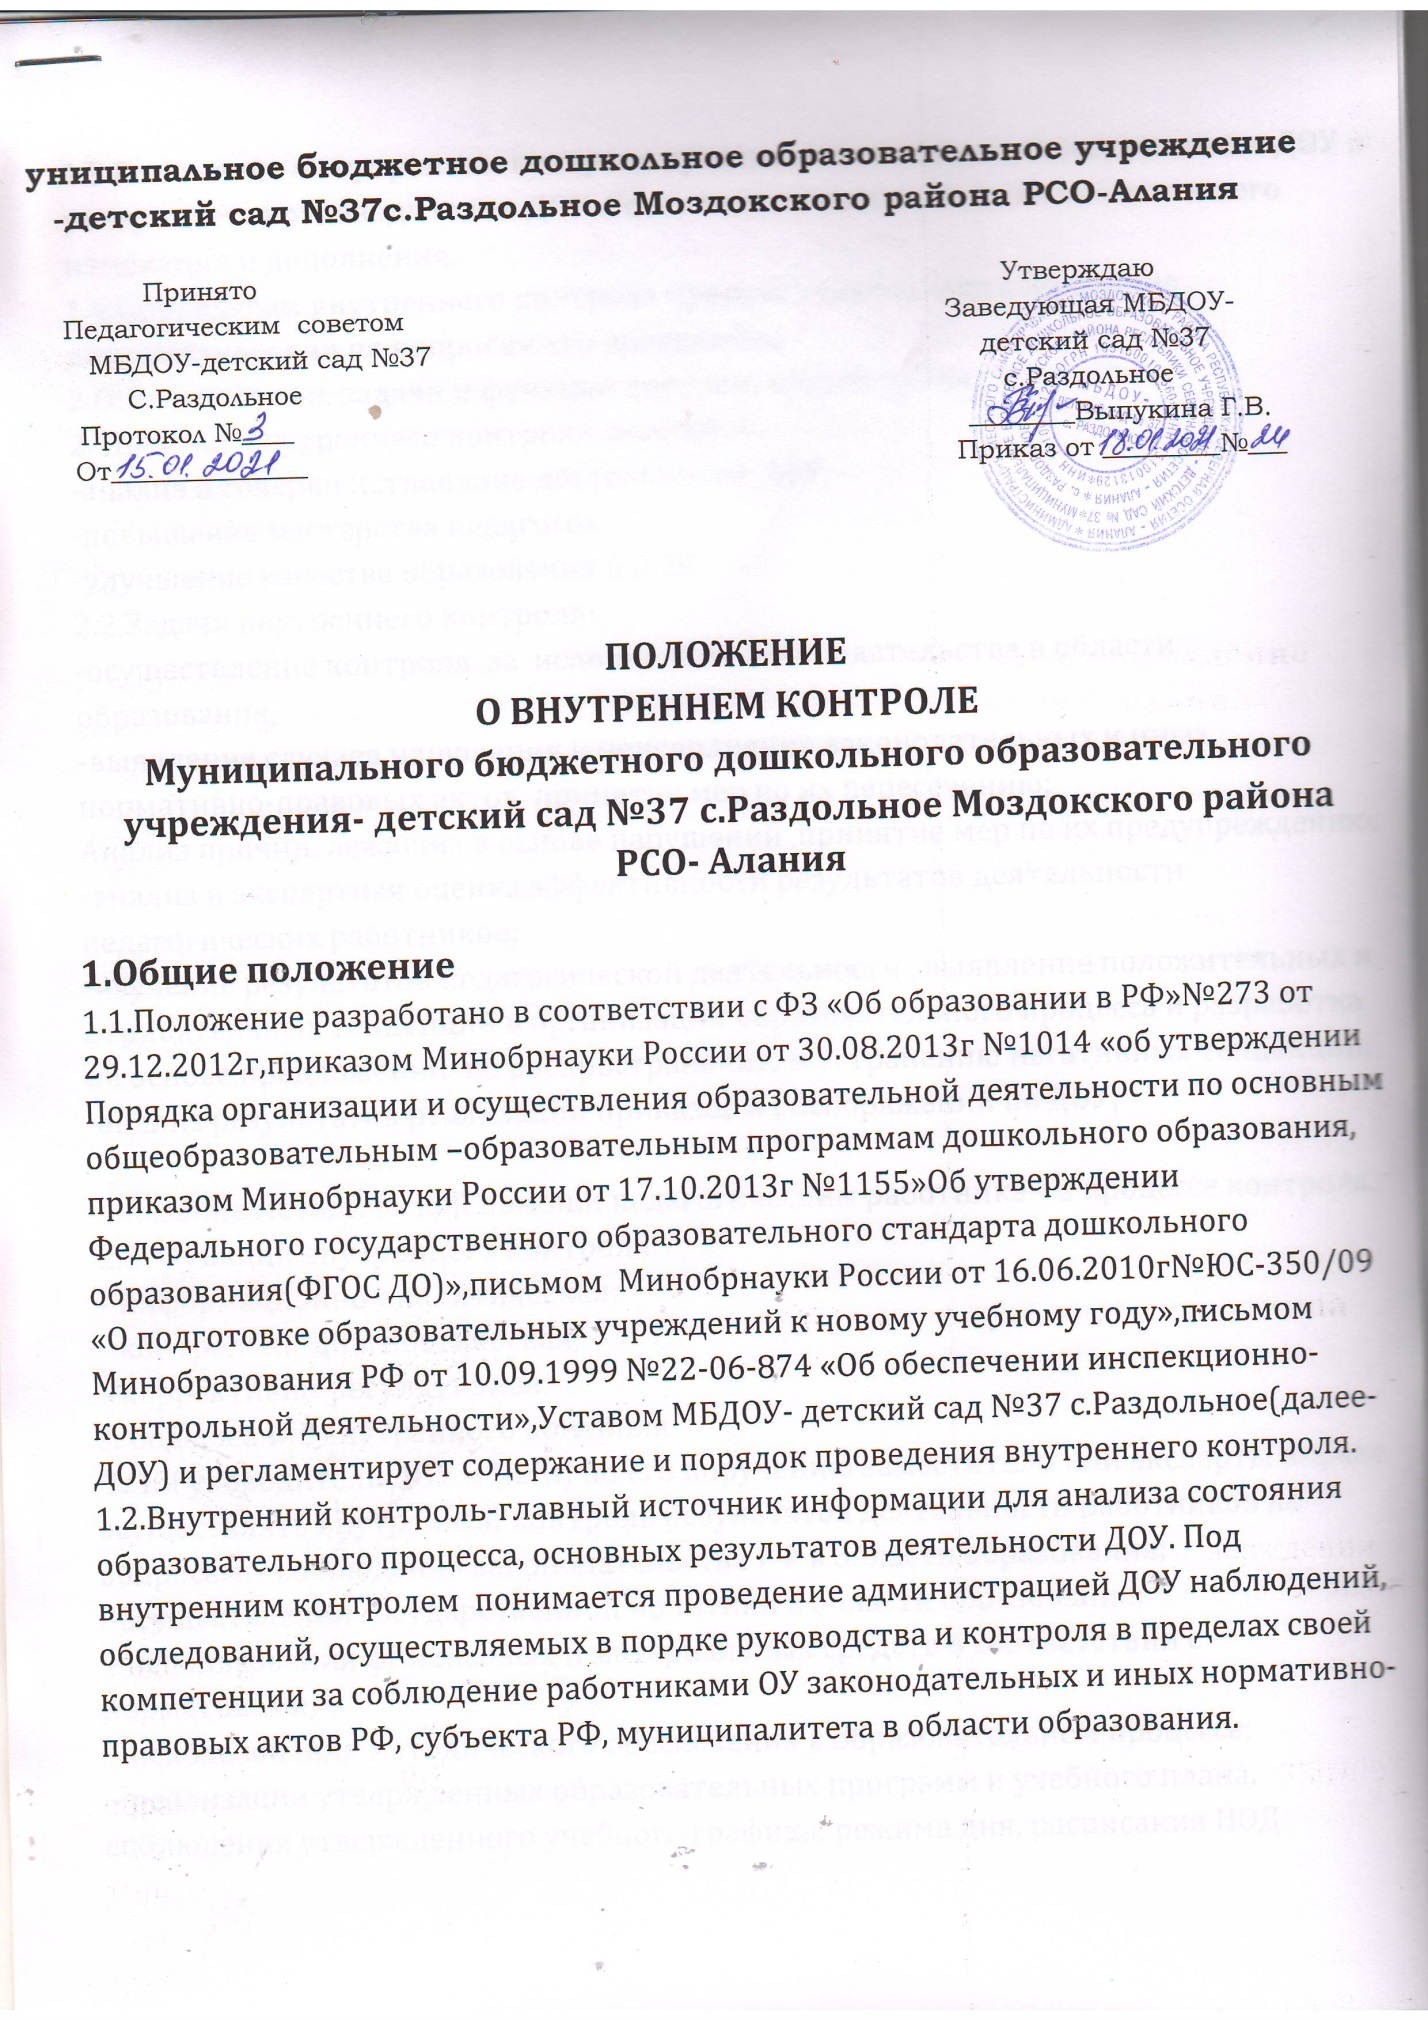 униципальное бюджетное дошкольное образовательное учреждение
-детский сад №37с.Раздольное Моздокского района РСО-Алания
Принято
Педагогическим советом
МБДОУ-детский сад №37
С.Раздольное
Протокол № 3
От 15.01.2021
Утверждаю
Заведующая МБДОУ-
детский сад №37
с.Раздольное
Выпукина Г.В.
Приказ от 18.01.2021 № 24
ПОЛОЖЕНИЕ
О ВНУТРЕННЕМ КОНТРОЛЕ
Муниципального бюджетного дошкольного образовательного
учреждения- детский сад №37 с.Раздольное Моздокского района
РСО- Алания
1.Общие положение
1.1.Положение разработано в соответствии с ФЗ «Об образовании в РФ»№273 от
29.12.2012г,приказом Минобрнауки России от 30.08.2013г №1014 «об утверждении
Порядка организации и осуществления образовательной деятельности по основным
общеобразовательным –образовательным программам дошкольного образования,
приказом Минобрнауки России от 17.10.2013г №1155»Об утверждении
Федерального государственного образовательного стандарта дошкольного
образования(ФГОС ДО)»,письмом Минобрнауки России от 16.06.2010г№ЮС-350/09
«О подготовке образовательных учреждений к новому учебному году»,письмом
Минобразования РФ от 10.09.1999 №22-06-874 «Об обеспечении инспекционно-
контрольной деятельности»,Уставом МБДОУ- детский сад №37 с.Раздольное(далее-
ДОУ) и регламентирует содержание и порядок проведения внутреннего контроля.
1.2.Внутренний контроль-главный источник информации для анализа состояния
образовательного процесса, основных результатов деятельности ДОУ. Под
внутренним контролем понимается проведение администрацией ДОУ наблюдений,
обследований, осуществляемых в пордке руководства и контроля в пределах своей
компетенции за соблюдение работниками ОУ законодательных и иных нормативно-
правовых актов РФ, субъекта РФ, муниципалитета в области образования.